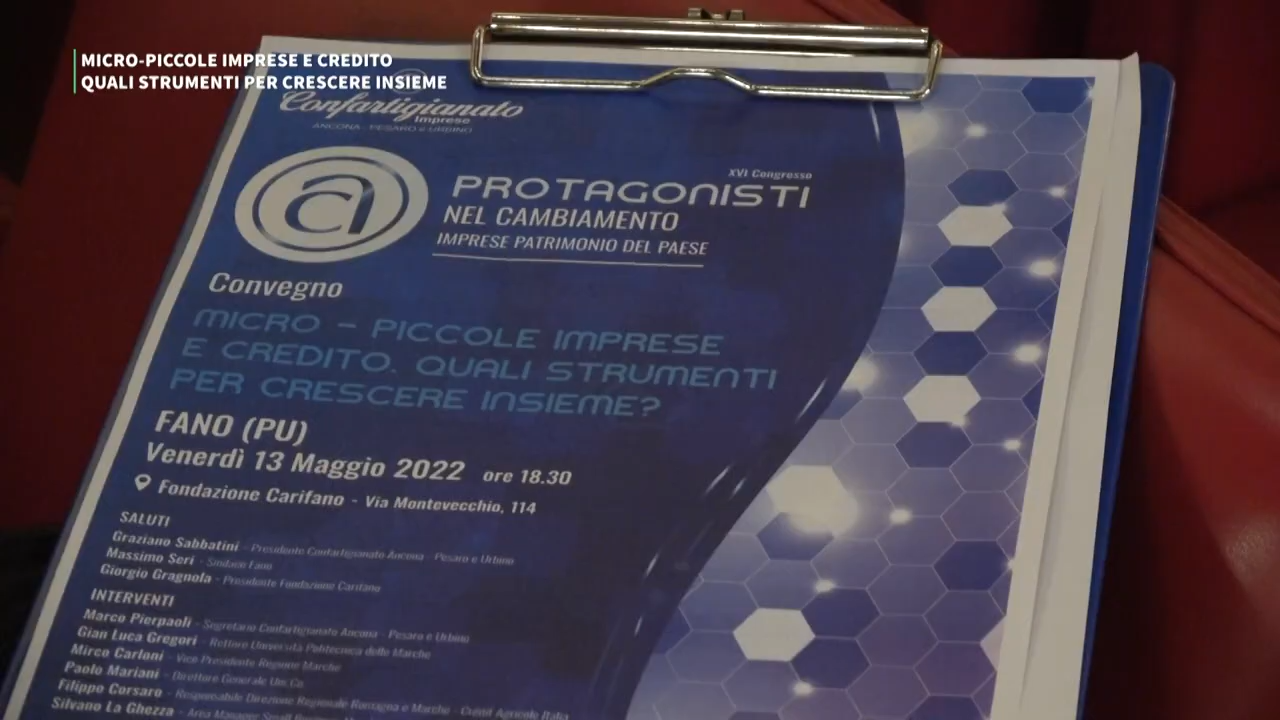 MICRO-PICCOLE IMPRESE E CREDITO
QUALI STRUMENTI PER CRESCERE INSIEME
Confartigianato
Imprese
ANCONA - PESARO e URBINO
XVI Congresso
PROTAGONISTI
NEL CAMBIAMENTO
IMPRESE PATRIMONIO DEL PAESE
Convegno
MICRO - PICCOLE IMPRESE
E CREDITO. QUALI STRUMENTI
PER CRESCERE INSIEME?
FANO (PU)
Venerdì 13 Maggio 2022 ore 18.30
Fondazione Carifano - Via Montevecchio, 114
SALUTI
Graziano Sabbatini - Presidente Confartigianato Ancona - Pesaro e Urbino
Massimo Seri - Sindaco Fano
Giorgio Gragnola - Presidente Fondazione Carifano
INTERVENTI
Marco Pierpaoli - Segretario Confartigianato Ancona - Pesaro e Urbino
Gian Luca Gregori - Rettore Università Politecnica delle Marche
Mirco Carloni - Vice Presidente Regione Marche
Paolo Mariani - Direttore Generale Uni.Co.
Filippo Corsaro - Responsabile Direzione Regionale Romagna e Marche - Crédit Agricole Italia
Silvano La Ghezza - Area Manager Small